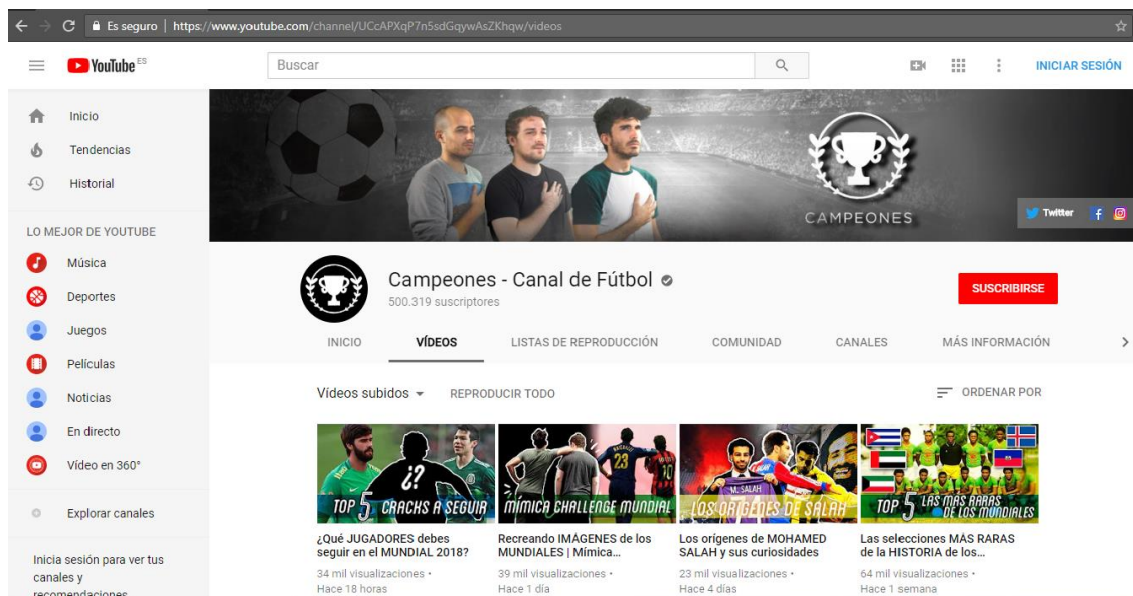 Es seguro | https://www.youtube.com/channel/UCcAPXqP7n5sdGqywAsZKhqw/videos
YouTube ES
Buscar
INICIAR SESIÓN
Inicio
Tendencias
Historial
LO MEJOR DE YOUTUBE
Música
Deportes
Juegos
Películas
Noticias
En directo
Vídeo en 360°
Explorar canales
Inicia sesión para ver tus
canales y
recomendaciones
CAMPEONES
Twitter
Campeones - Canal de Fútbol
500.319 suscriptores
SUSCRIBIRSE
INICIO VÍDEOS LISTAS DE REPRODUCCIÓN COMUNIDAD CANALES MÁS INFORMACIÓN
Vídeos subidos REPRODUCIR TODO ORDENAR POR
¿?
TOP 5 CRACKS A SEGUIR
¿Qué JUGADORES debes
seguir en el MUNDIAL 2018?
34 mil visualizaciones •
Hace 18 horas
23
10
MÍMICA CHALLENGE MUNDIAL
Recreando IMÁGENES de los
MUNDIALES | Mímica...
39 mil visualizaciones •
Hace 1 día
M. SALAH
LOS ORÍGENES DE SALAH
Los orígenes de MOHAMED
SALAH y sus curiosidades
23 mil visualizaciones •
Hace 4 días
TOP 5 LAS MÁS RARAS
DE LOS MUNDIALES
Las selecciones MÁS RARAS
de la HISTORIA de los...
64 mil visualizaciones •
Hace 1 semana